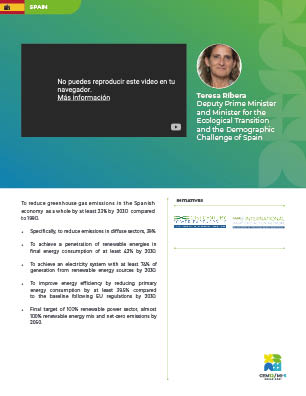 SPAIN
No puedes reproducir este video en tu
navegador.
Más información
Teresa Ribera
Deputy Prime Minister
and Minister for the
Ecological Transition
and the Demographic
Challenge of Spain
To reduce greenhouse gas emissions in the Spanish
economy as a whole by at least 23% by 2030 compared
to 1990.
• Specifically, to reduce emissions in diffuse sectors, 39%
• To achieve a penetration of renewable energies in
final energy consumption of at least 42% by 2030.
• To achieve an electricity system with at least 74% of
generation from renewable energy sources by 2030.
• To improve energy efficiency by reducing primary
energy consumption by at least 39.5% compared
to the baseline following EU regulations by 2030.
• Final target of 100% renewable power sector, almost
100% renewable energy mix and net-zero emissions by
2050.
INITIATIVES
INTERNATIONAL